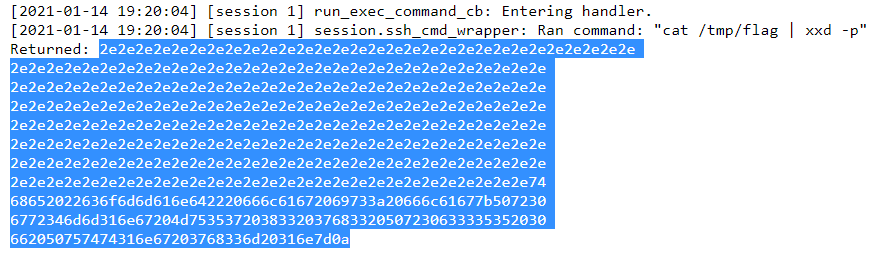 [2021-01-14 19:20:04] [session 1] run_exec_command_cb: Entering handler.
[2021-01-14 19:20:04] [session 1] session.ssh_cmd_wrapper: Ran command: "cat /tmp/flag | xxd -p"
Returned: 2e2e2e2e2e2e2e2e2e2e2e2e2e2e2e2e2e2e2e2e2e2e2e2e2e2e2e2e2e2e
2e2e2e2e2e2e2e2e2e2e2e2e2e2e2e2e2e2e2e2e2e2e2e2e2e2e2e2e2e2e
2e2e2e2e2e2e2e2e2e2e2e2e2e2e2e2e2e2e2e2e2e2e2e2e2e2e2e2e2e2e
2e2e2e2e2e2e2e2e2e2e2e2e2e2e2e2e2e2e2e2e2e2e2e2e2e2e2e2e2e2e
2e2e2e2e2e2e2e2e2e2e2e2e2e2e2e2e2e2e2e2e2e2e2e2e2e2e2e2e2e2e
2e2e2e2e2e2e2e2e2e2e2e2e2e2e2e2e2e2e2e2e2e2e2e2e2e2e2e2e2e2e
2e2e2e2e2e2e2e2e2e2e2e2e2e2e2e2e2e2e2e2e2e2e2e2e2e2e2e2e2e2e
2e2e2e2e2e2e2e2e2e2e2e2e2e2e2e2e2e2e2e2e2e2e2e2e2e2e2e2e2e74
68652022636f6d6d616e642220666c61672069733a20666c61677b507230
6772346d6d316e67204d7535372038332037683320507230633335352030
662050757474316e67203768336d20316e7d0a